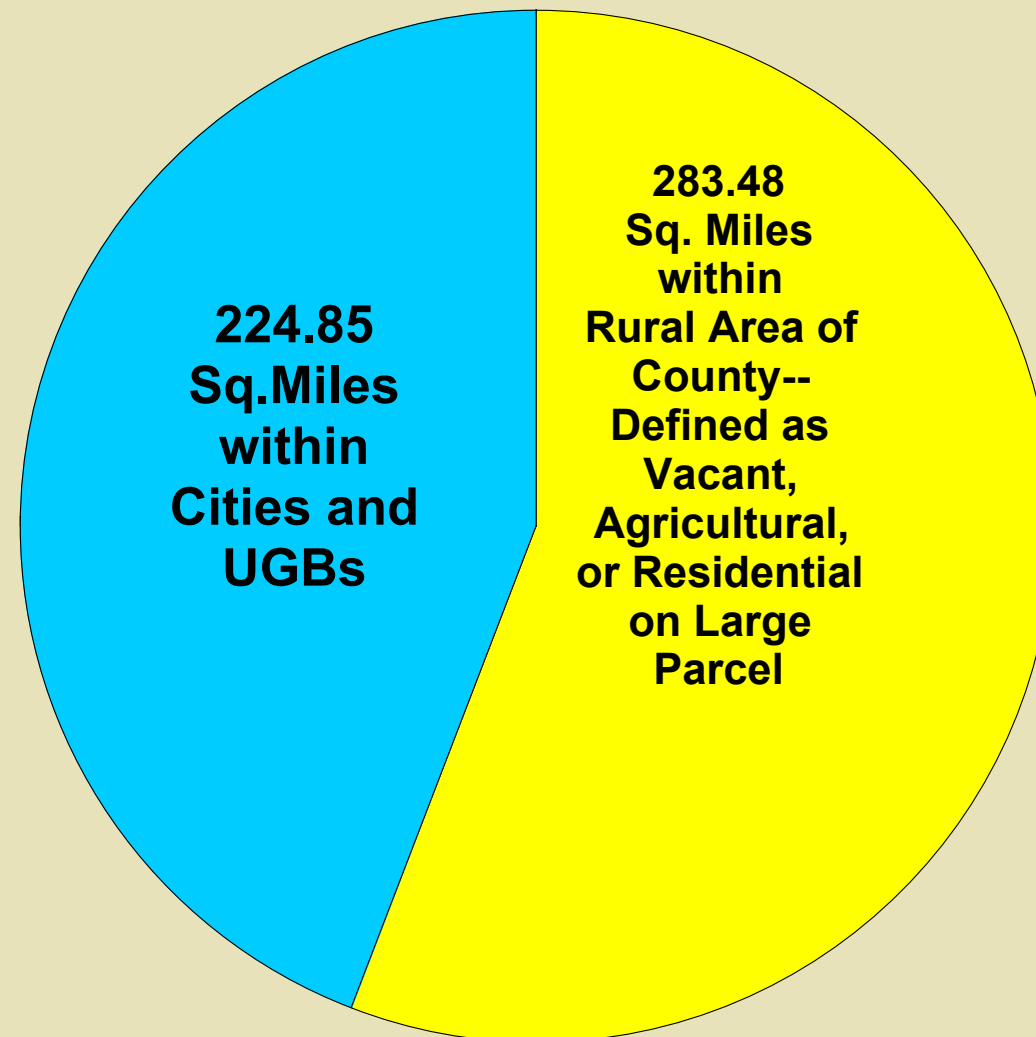 224.85
Sq.Miles
within
Cities and
UGBs
283.48
Sq. Miles
within
Rural Area of
County--
Defined as
Vacant,
Agricultural,
or Residential
on Large
Parcel